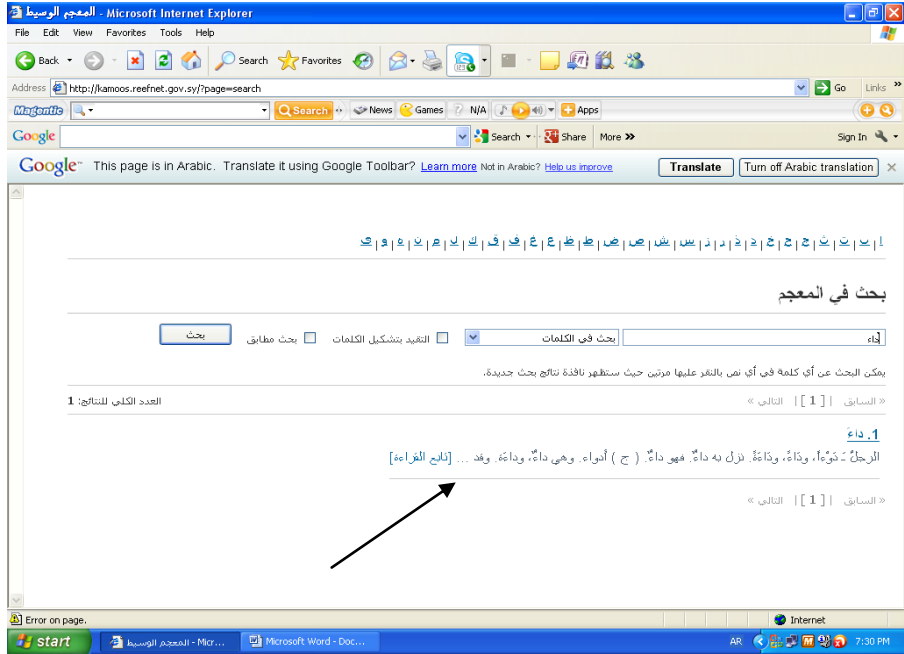 المعجم الوسيط - Microsoft Internet Explorer
File Edit View Favorites Tools Help
Back Search Favorites
Address http://kamoos.reefnet.gov.sy/?page=search Go Links »
Magentic Search News Games N/A Apps
Google Search Share More » Sign In
Google™ This page is in Arabic. Translate it using Google Toolbar? Learn more Not in Arabic? Help us improve Translate Turn off Arabic translation
ا | ب | ت | ث | ج | ح | خ | د | ذ | ر | ز | س | ش | ص | ض | ط | ظ | ع | غ | ف | ق | ك | ل | م | ن | ه | و | ي
بحث في المعجم
داء بحث في الكلمات التقيد بتشكيل الكلمات بحث مطابق بحث
يمكن البحث عن أي كلمة في أي نص بالنقر عليها مرتين حيث ستظهر نافذة نتائج بحث جديدة.
« السابق | [ 1 ] | التالي » العدد الكلي للنتائج: 1
1. داءَ
الرجلُ َ دَوْءاً، ودَاءً، ودَاءَةً. نزل به داءٌ. فهو داءٌ. ( ج ) أدواء. وهي داءٌ، وداءَة. وقد ... [تابع القراءة]
« السابق | [ 1 ] | التالي »
Error on page. Internet
start المعجم الوسيط - Micr... Microsoft Word - Doc... AR 7:30 PM